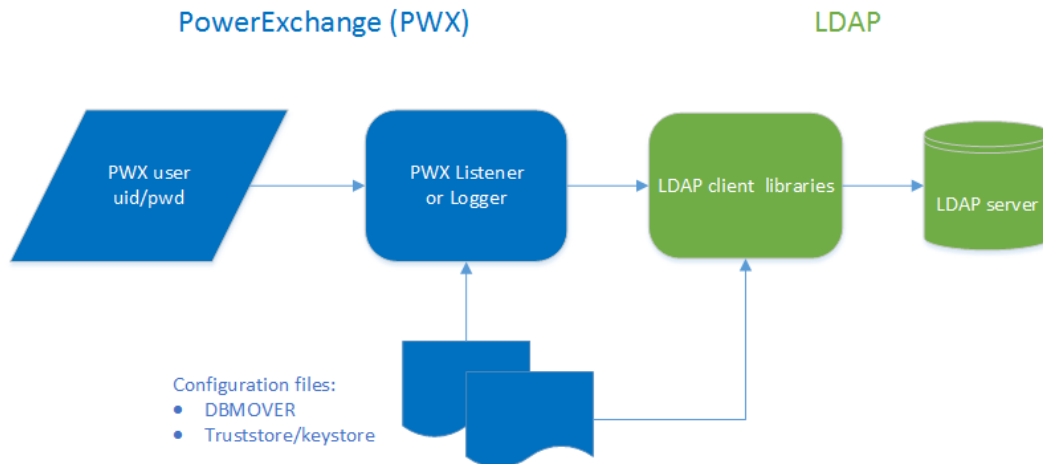 PowerExchange (PWX)
LDAP
PWX user
uid/pwd
PWX Listener
or Logger
LDAP client libraries
LDAP server
Configuration files:
• DBMOVER
• Truststore/keystore